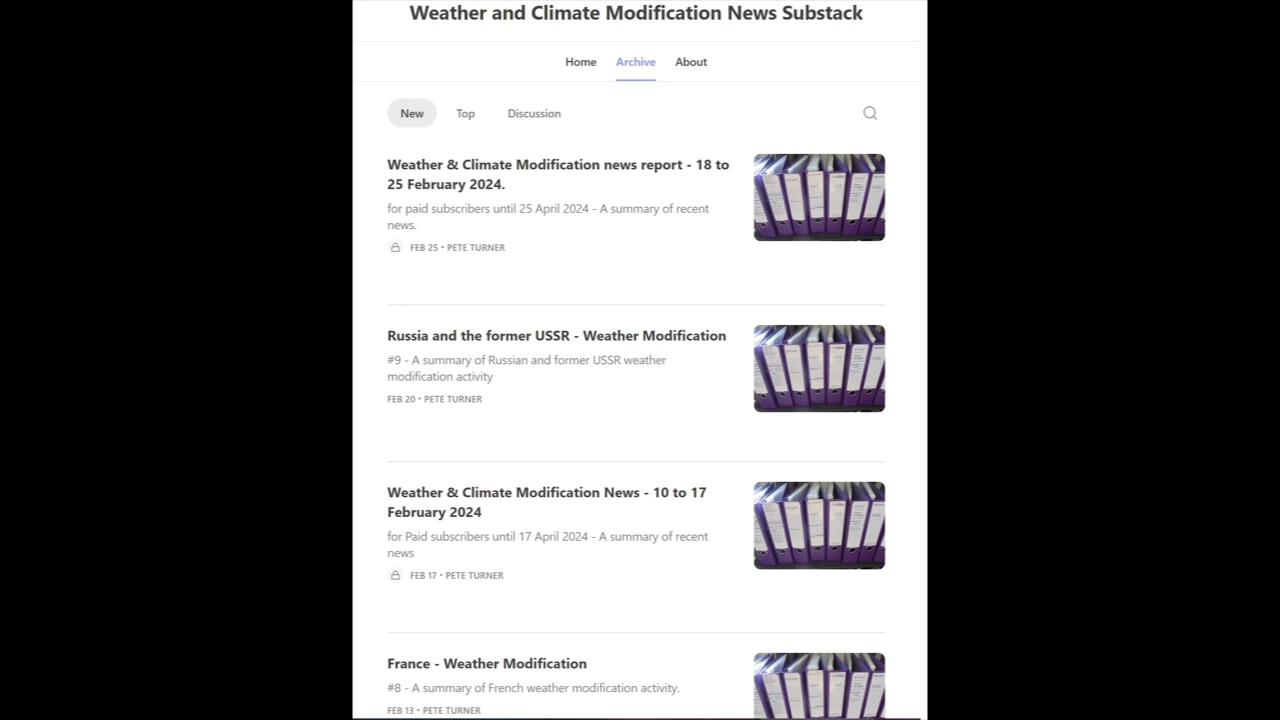 Weather and Climate Modification News Substack
Home Archive About
New Top Discussion
Weather & Climate Modification news report - 18 to
25 February 2024.
for paid subscribers until 25 April 2024 - A summary of recent
news.
FEB 25 • PETE TURNER
Russia and the former USSR - Weather Modification
#9 - A summary of Russian and former USSR weather
modification activity
FEB 20 • PETE TURNER
Weather & Climate Modification News - 10 to 17
February 2024
for Paid subscribers until 17 April 2024 - A summary of recent
news
FEB 17 • PETE TURNER
France - Weather Modification
#8 - A summary of French weather modification activity.
FEB 13 • PETE TURNER